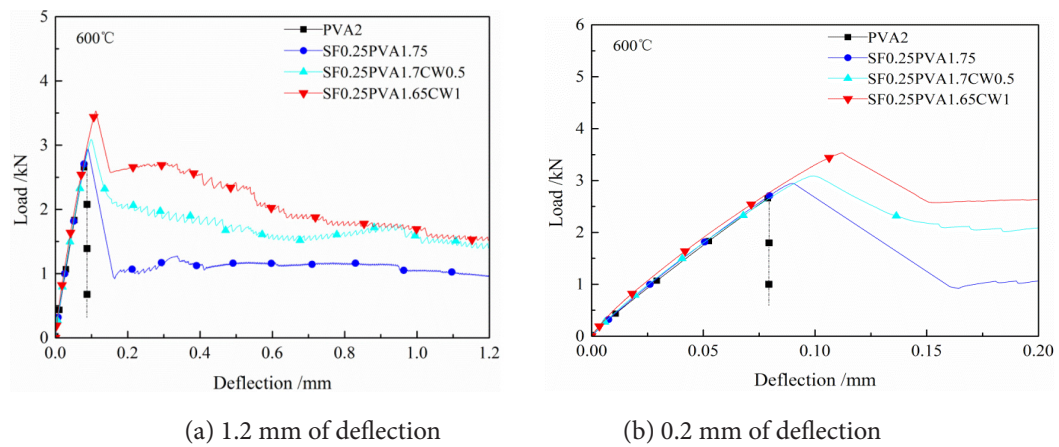 600℃
PVA2
SF0.25PVA1.75
SF0.25PVA1.7CW0.5
SF0.25PVA1.65CW1
Load /kN
5
4
3
2
1
0
0.0 0.2 0.4 0.6 0.8 1.0 1.2
Deflection /mm
(a) 1.2 mm of deflection
600℃
PVA2
SF0.25PVA1.75
SF0.25PVA1.7CW0.5
SF0.25PVA1.65CW1
Load /kN
6
5
4
3
2
1
0
0.00 0.05 0.10 0.15 0.20
Deflection /mm
(b) 0.2 mm of deflection